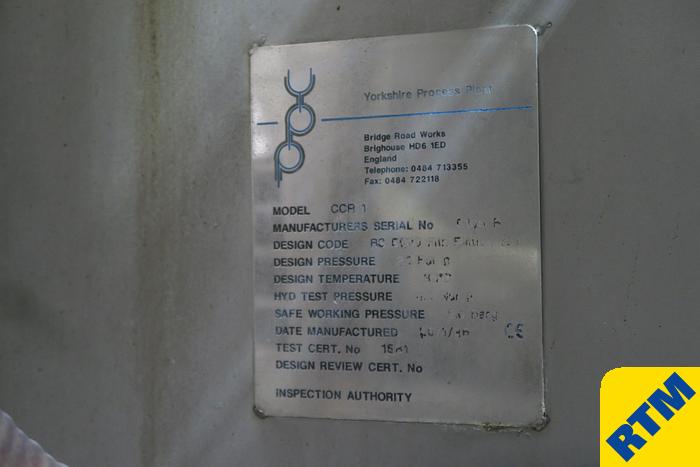 Yorkshire Process Plant
Bridge Road Works
Brighouse HD6 1ED
England
Telephone: 0484 713355
Fax: 0484 722118
MODEL CCR 1
MANUFACTURERS SERIAL No
DESIGN CODE
DESIGN PRESSURE
DESIGN TEMPERATURE
HYD TEST PRESSURE
SAFE WORKING PRESSURE
DATE MANUFACTURED CE
TEST CERT. No
DESIGN REVIEW CERT. No
INSPECTION AUTHORITY
RTM